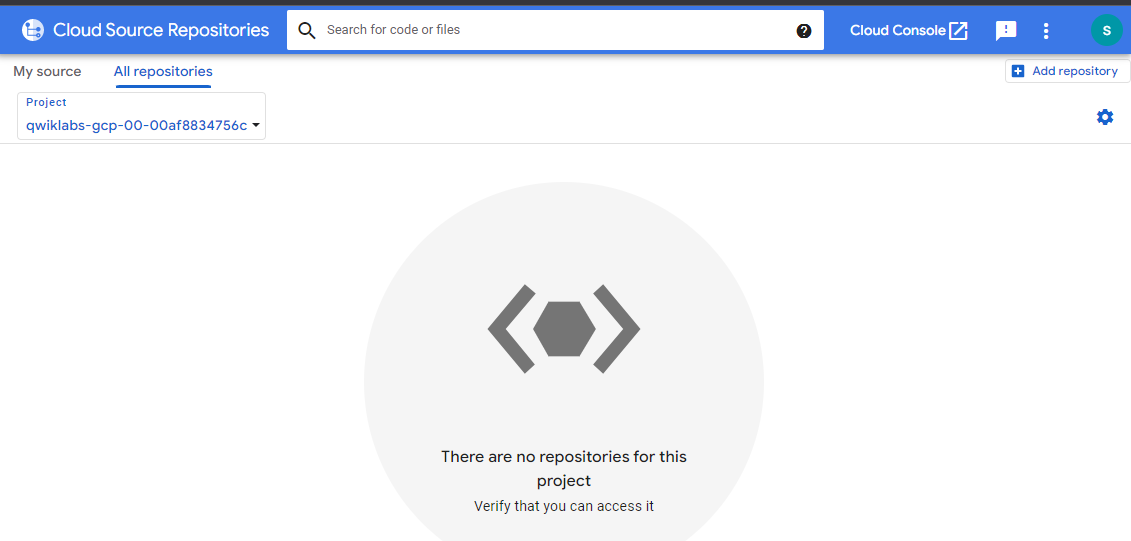 Cloud Source Repositories
Search for code or files
?
Cloud Console
!
S
My source
All repositories
Add repository
Project
qwiklabs-gcp-00-00af8834756c
There are no repositories for this
project
Verify that you can access it